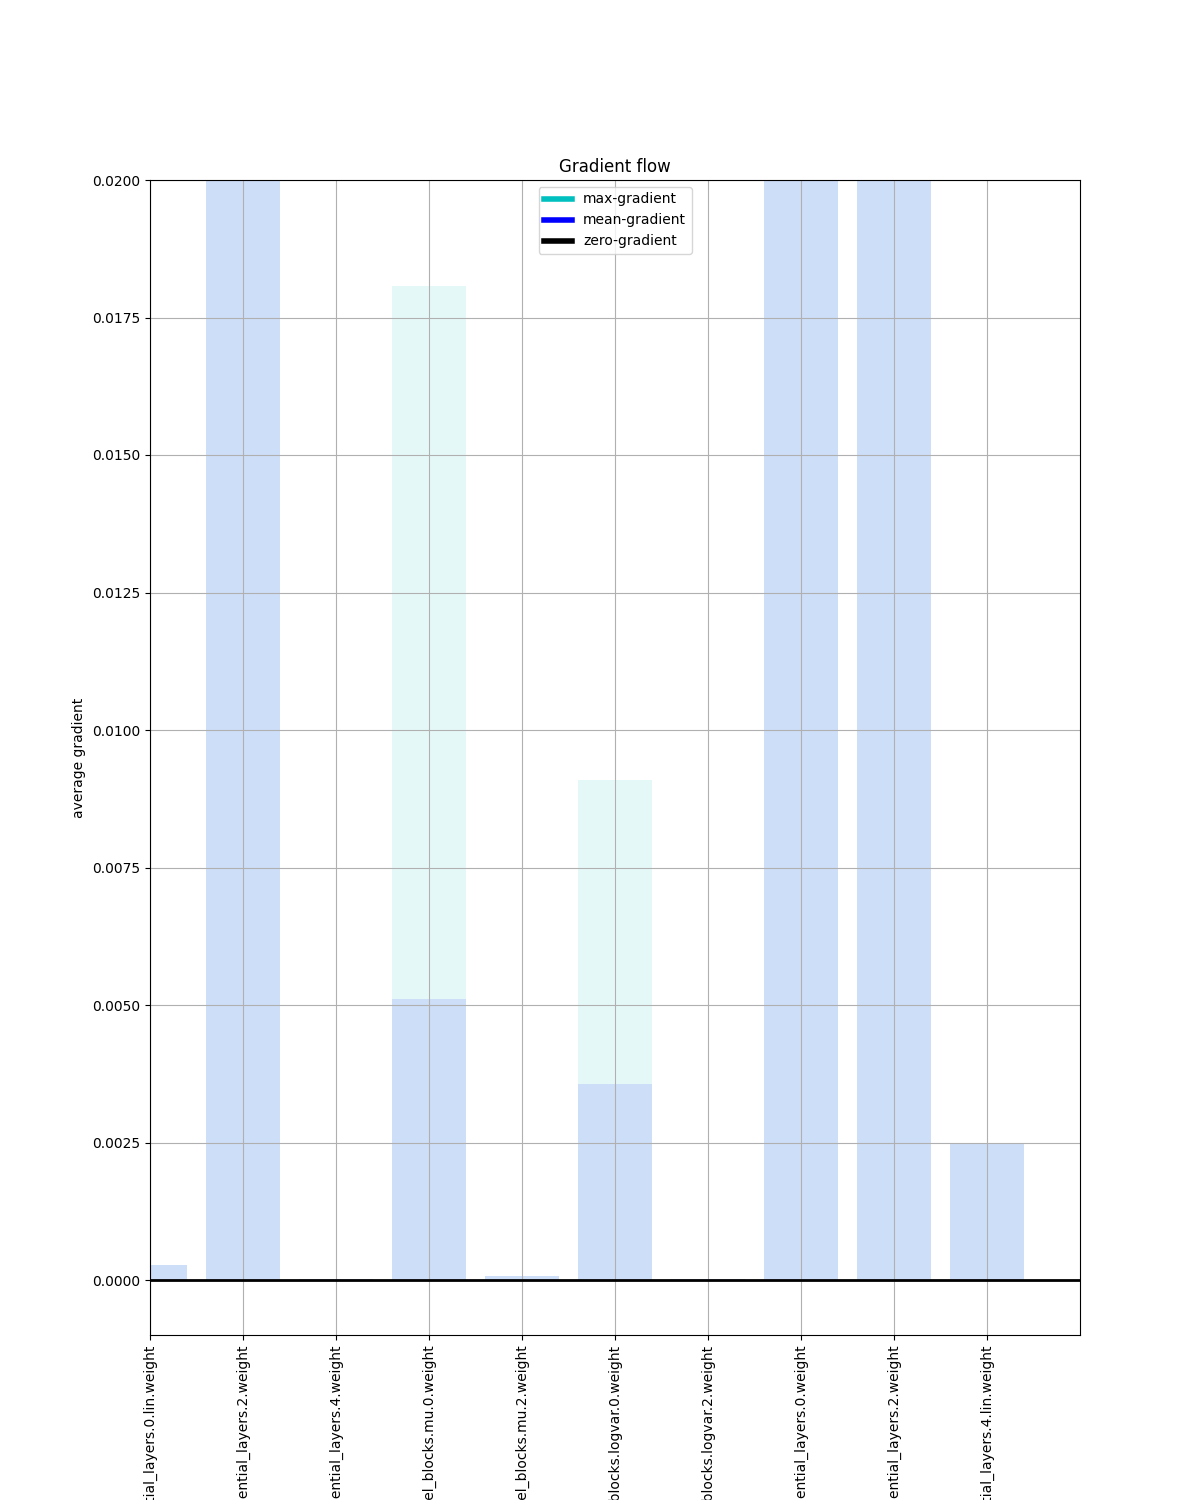 Gradient flow
max-gradient
mean-gradient
zero-gradient
0.0200
0.0175
0.0150
0.0125
0.0100
0.0075
0.0050
0.0025
0.0000
average gradient
tial_layers.0.lin.weight
ential_layers.2.weight
ential_layers.4.weight
el_blocks.mu.0.weight
el_blocks.mu.2.weight
blocks.logvar.0.weight
blocks.logvar.2.weight
ential_layers.0.weight
ential_layers.2.weight
tial_layers.4.lin.weight